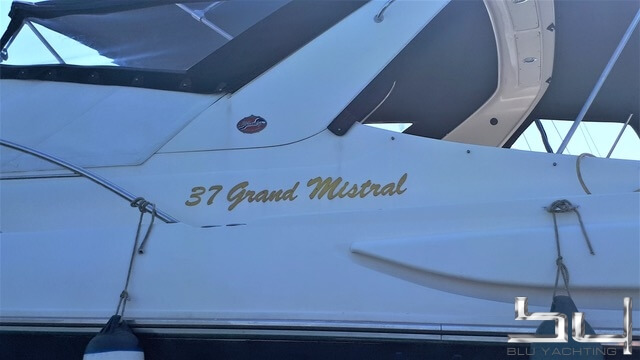 37 Grand Mistral
BLU YACHTING